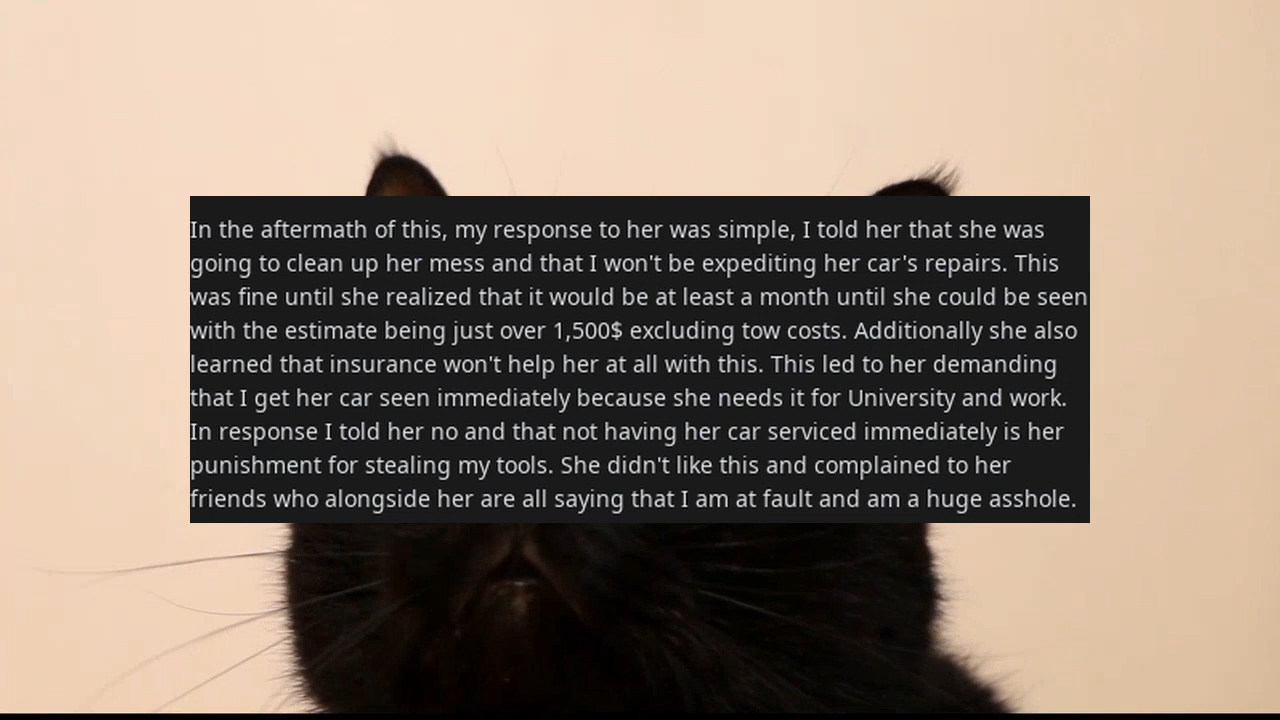 In the aftermath of this, my response to her was simple, I told her that she was
going to clean up her mess and that I won't be expediting her car's repairs. This
was fine until she realized that it would be at least a month until she could be seen
with the estimate being just over 1,500$ excluding tow costs. Additionally she also
learned that insurance won't help her at all with this. This led to her demanding
that I get her car seen immediately because she needs it for University and work.
In response I told her no and that not having her car serviced immediately is her
punishment for stealing my tools. She didn't like this and complained to her
friends who alongside her are all saying that I am at fault and am a huge asshole.